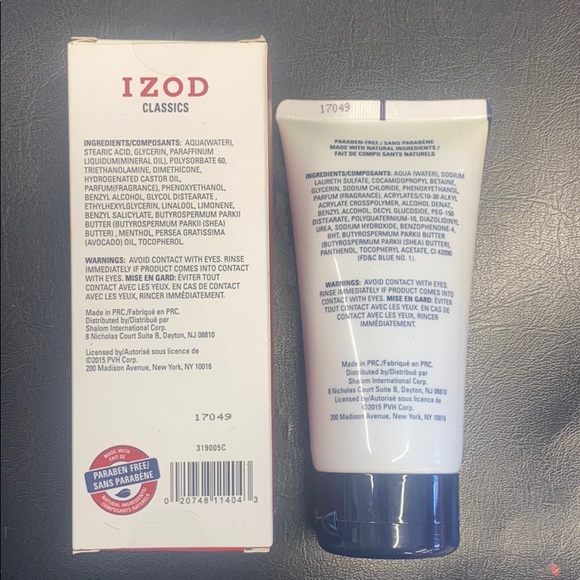 IZOD
CLASSICS
INGREDIENTS/COMPOSANTS: AQUA(WATER),
STEARIC ACID, GLYCERIN, PARAFFINUM
LIQUIDUM(MINERAL OIL), POLYSORBATE 60,
TRIETHANOLAMINE, DIMETHICONE,
HYDROGENATED CASTOR OIL,
PARFUM(FRAGRANCE), PHENOXYETHANOL,
BENZYL ALCOHOL, GLYCOL DISTEARATE ,
ETHYLHEXYLGLYCERIN, LINALOOL, LIMONENE,
BENZYL SALICYLATE, BUTYROSPERMUM PARKII
BUTTER (BUTYROSPERMUM PARKII (SHEA)
BUTTER) , MENTHOL, PERSEA GRATISSIMA
(AVOCADO) OIL, TOCOPHEROL.
WARNINGS: AVOID CONTACT WITH EYES. RINSE
IMMEDIATELY IF PRODUCT COMES INTO CONTACT
WITH EYES. MISE EN GARD: ÉVITER TOUT
CONTACT AVEC LES YEUX. EN CAS DE CONTACT
AVEC LES YEUX, RINCER IMMÉDIATEMENT.
Made in PRC./Fabriqué en PRC.
Distributed by/Distribué par
Shalom International Corp.
8 Nicholas Court Suite B, Dayton, NJ 08810
Licensed by/Autorisé sous licence de
©2015 PVH Corp.
200 Madison Avenue, New York, NY 10016
17049
319005C
MADE WITH
FAIT DE
PARABEN FREE/
SANS PARABÈNE
NATURAL INGREDIENTS/
COMPOSANTS NATURELS
0 20748 11404 3
17049
PARABEN-FREE/ SANS PARABÈNE
MADE WITH NATURAL INGREDIENTS /
FAIT DE COMPO SANTS NATURELS
INGREDIENTS/COMPOSANTS: AQUA (WATER), SODIUM
LAURETH SULFATE, COCAMIDOPROPYL BETAINE,
GLYCERIN, SODIUM CHLORIDE, PHENOXYETHANOL,
PARFUM (FRAGRANCE), ACRYLATES/C10-30 ALKYL
ACRYLATE CROSSPOLYMER, ALCOHOL DENAT,
BENZYL ALCOHOL, DECYL GLUCOSIDE, PEG-150
DISTEARATE, POLYQUATERNIUM-10, DIAZOLIDINYL
UREA, SODIUM HYDROXIDE, BENZOPHENONE-4,
BHT, BUTYROSPERMUM PARKII BUTTER
(BUTYROSPERMUM PARKII (SHEA) BUTTER),
PANTHENOL, TOCOPHERYL ACETATE, CI 42090
(FD&C BLUE NO. 1).
WARNINGS: AVOID CONTACT WITH EYES.
RINSE IMMEDIATELY IF PRODUCT COMES INTO
CONTACT WITH EYES. MISE EN GARD: ÉVITER
TOUT CONTACT AVEC LES YEUX. EN CAS DE
CONTACT AVEC LES YEUX, RINCER
IMMÉDIATEMENT.
Made in PRC./Fabriqué en PRC.
Distributed by/Distribué par
Shalom International Corp.
8 Nicholas Court Suite B, Dayton, NJ 08810
Licensed by/Autorisé sous licence de
©2015 PVH Corp.
200 Madison Avenue, New York, NY 10016